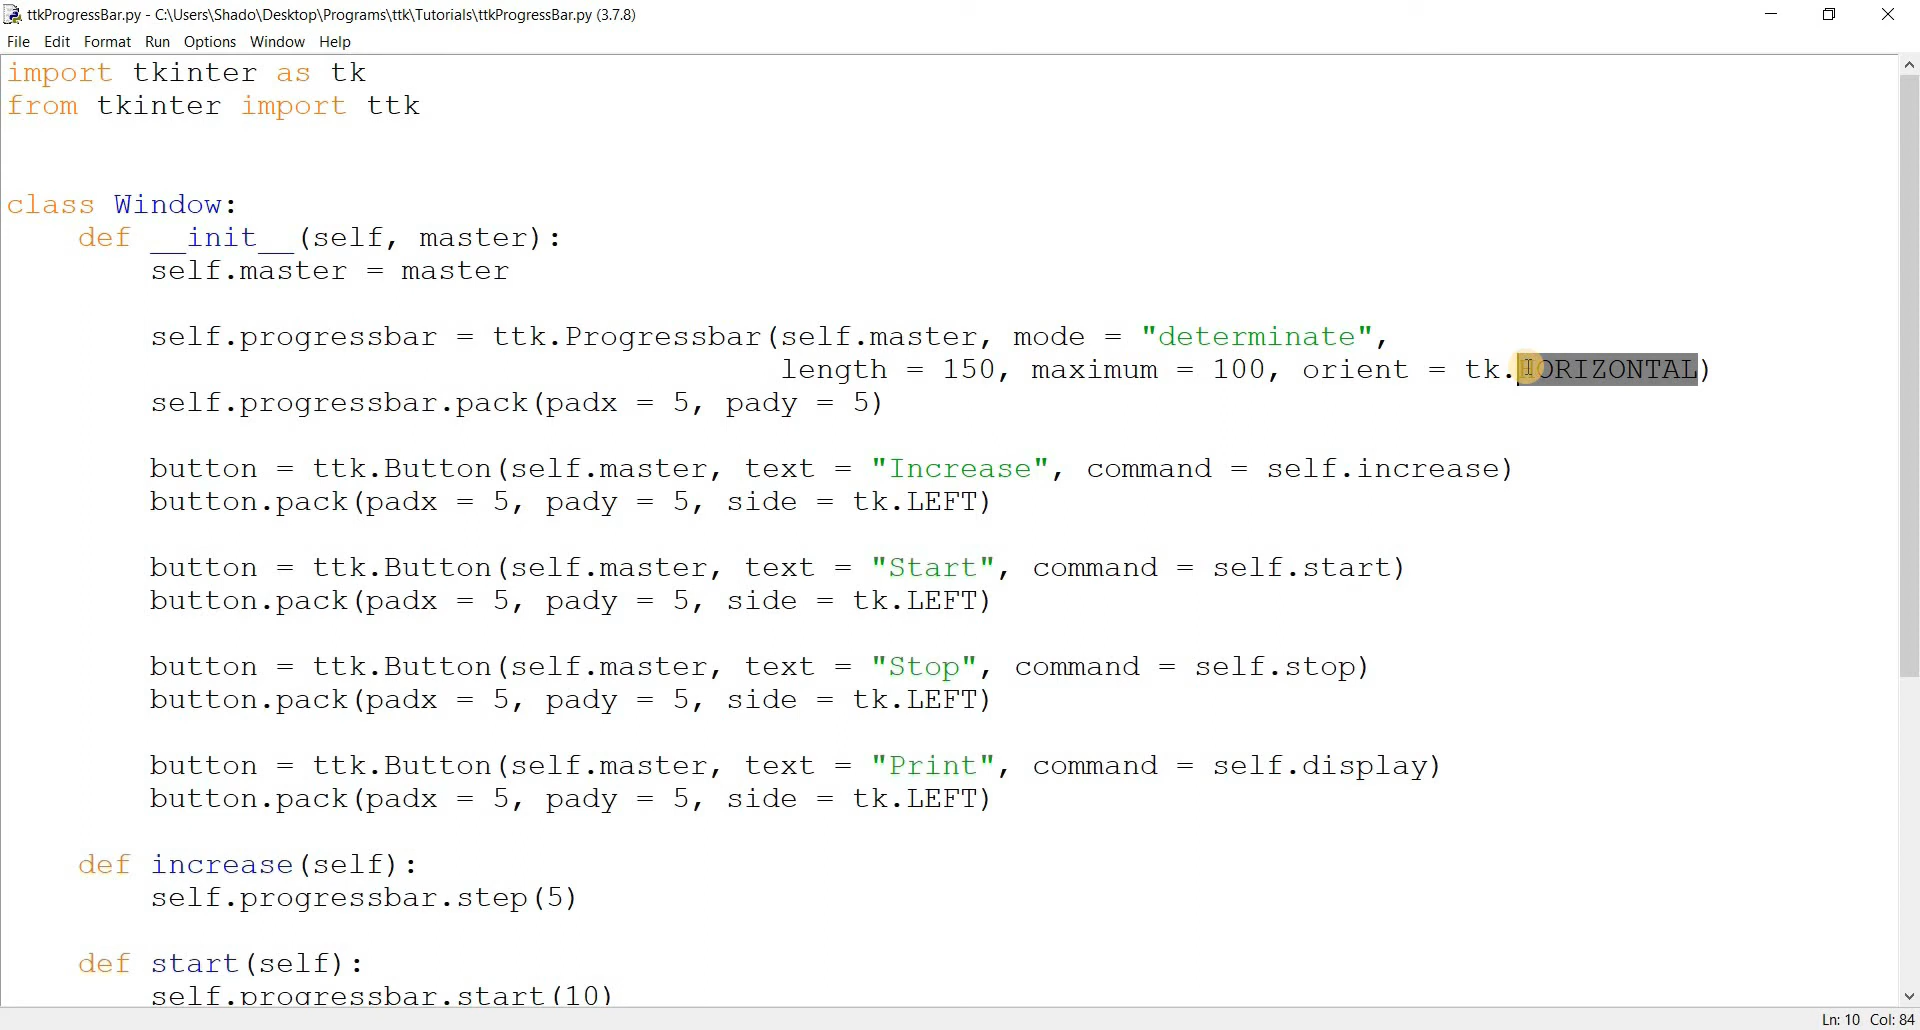 ttkProgressBar.py - C:\Users\Shado\Desktop\Programs\ttk\Tutorials\ttkProgressBar.py (3.7.8)
File Edit Format Run Options Window Help
import tkinter as tk
from tkinter import ttk
class Window:
    def __init__(self, master):
        self.master = master
        self.progressbar = ttk.Progressbar(self.master, mode = "determinate",
                                           length = 150, maximum = 100, orient = tk.HORIZONTAL)
        self.progressbar.pack(padx = 5, pady = 5)
        button = ttk.Button(self.master, text = "Increase", command = self.increase)
        button.pack(padx = 5, pady = 5, side = tk.LEFT)
        button = ttk.Button(self.master, text = "Start", command = self.start)
        button.pack(padx = 5, pady = 5, side = tk.LEFT)
        button = ttk.Button(self.master, text = "Stop", command = self.stop)
        button.pack(padx = 5, pady = 5, side = tk.LEFT)
        button = ttk.Button(self.master, text = "Print", command = self.display)
        button.pack(padx = 5, pady = 5, side = tk.LEFT)
    def increase(self):
        self.progressbar.step(5)
    def start(self):
        self.progressbar.start(10)
Ln: 10 Col: 84